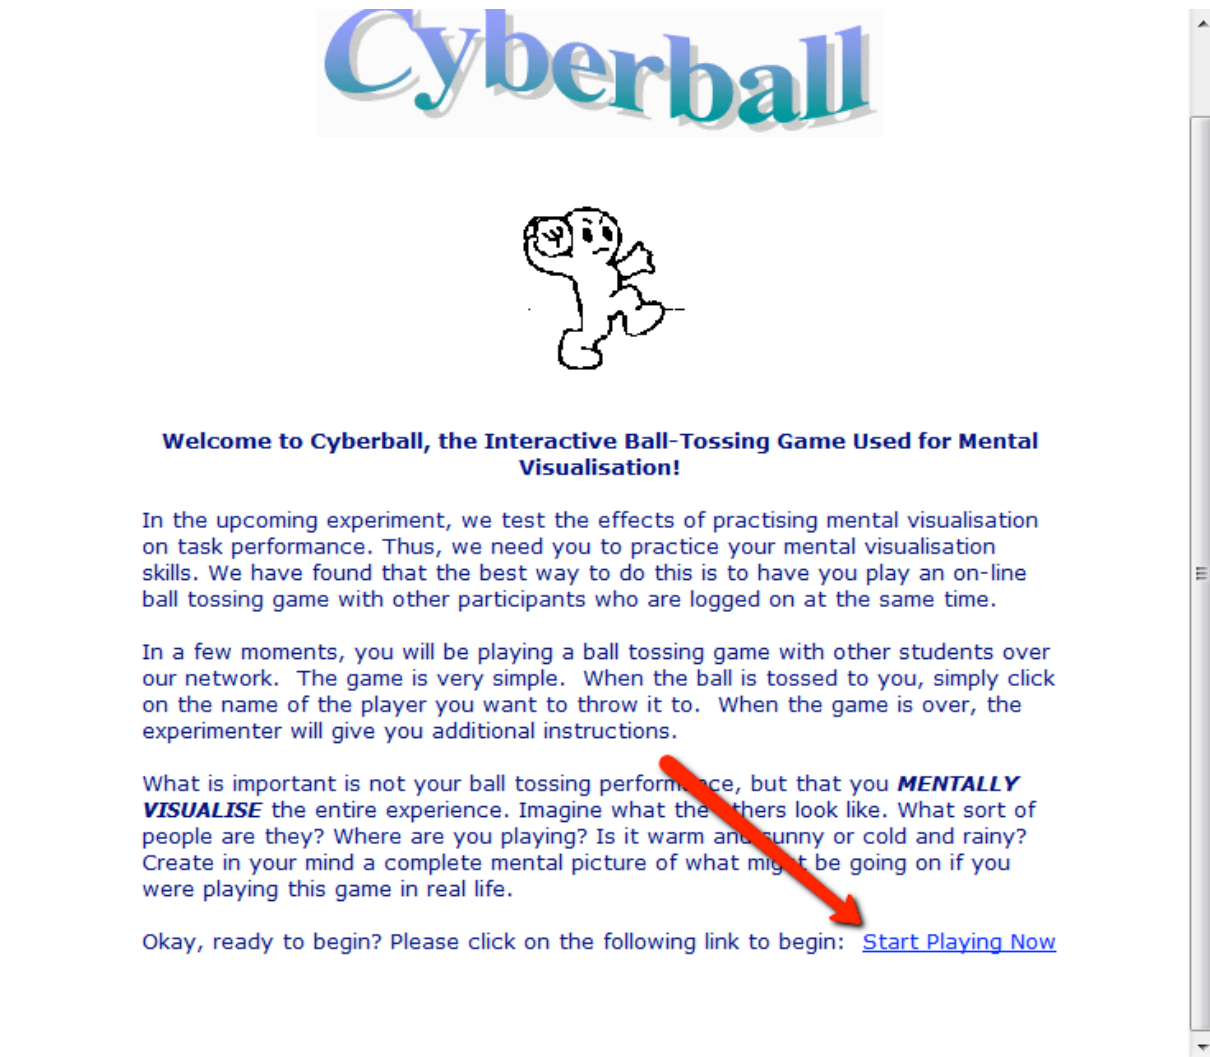 Cyberball
Welcome to Cyberball, the Interactive Ball-Tossing Game Used for Mental
Visualisation!
In the upcoming experiment, we test the effects of practising mental visualisation
on task performance. Thus, we need you to practice your mental visualisation
skills. We have found that the best way to do this is to have you play an on-line
ball tossing game with other participants who are logged on at the same time.
In a few moments, you will be playing a ball tossing game with other students over
our network.  The game is very simple.  When the ball is tossed to you, simply click
on the name of the player you want to throw it to.  When the game is over, the
experimenter will give you additional instructions.
What is important is not your ball tossing performance, but that you MENTALLY
VISUALISE the entire experience. Imagine what the others look like. What sort of
people are they? Where are you playing? Is it warm and sunny or cold and rainy?
Create in your mind a complete mental picture of what might be going on if you
were playing this game in real life.
Okay, ready to begin? Please click on the following link to begin:  Start Playing Now